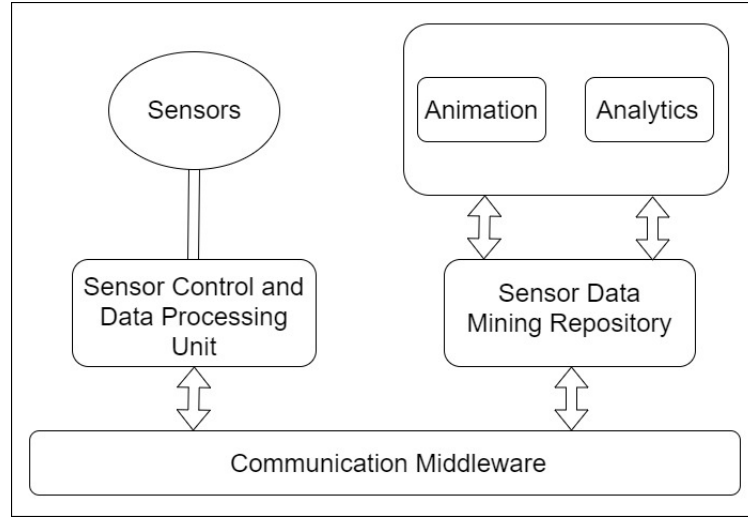 Sensors
Animation
Analytics
Sensor Control and
Data Processing
Unit
Sensor Data
Mining Repository
Communication Middleware